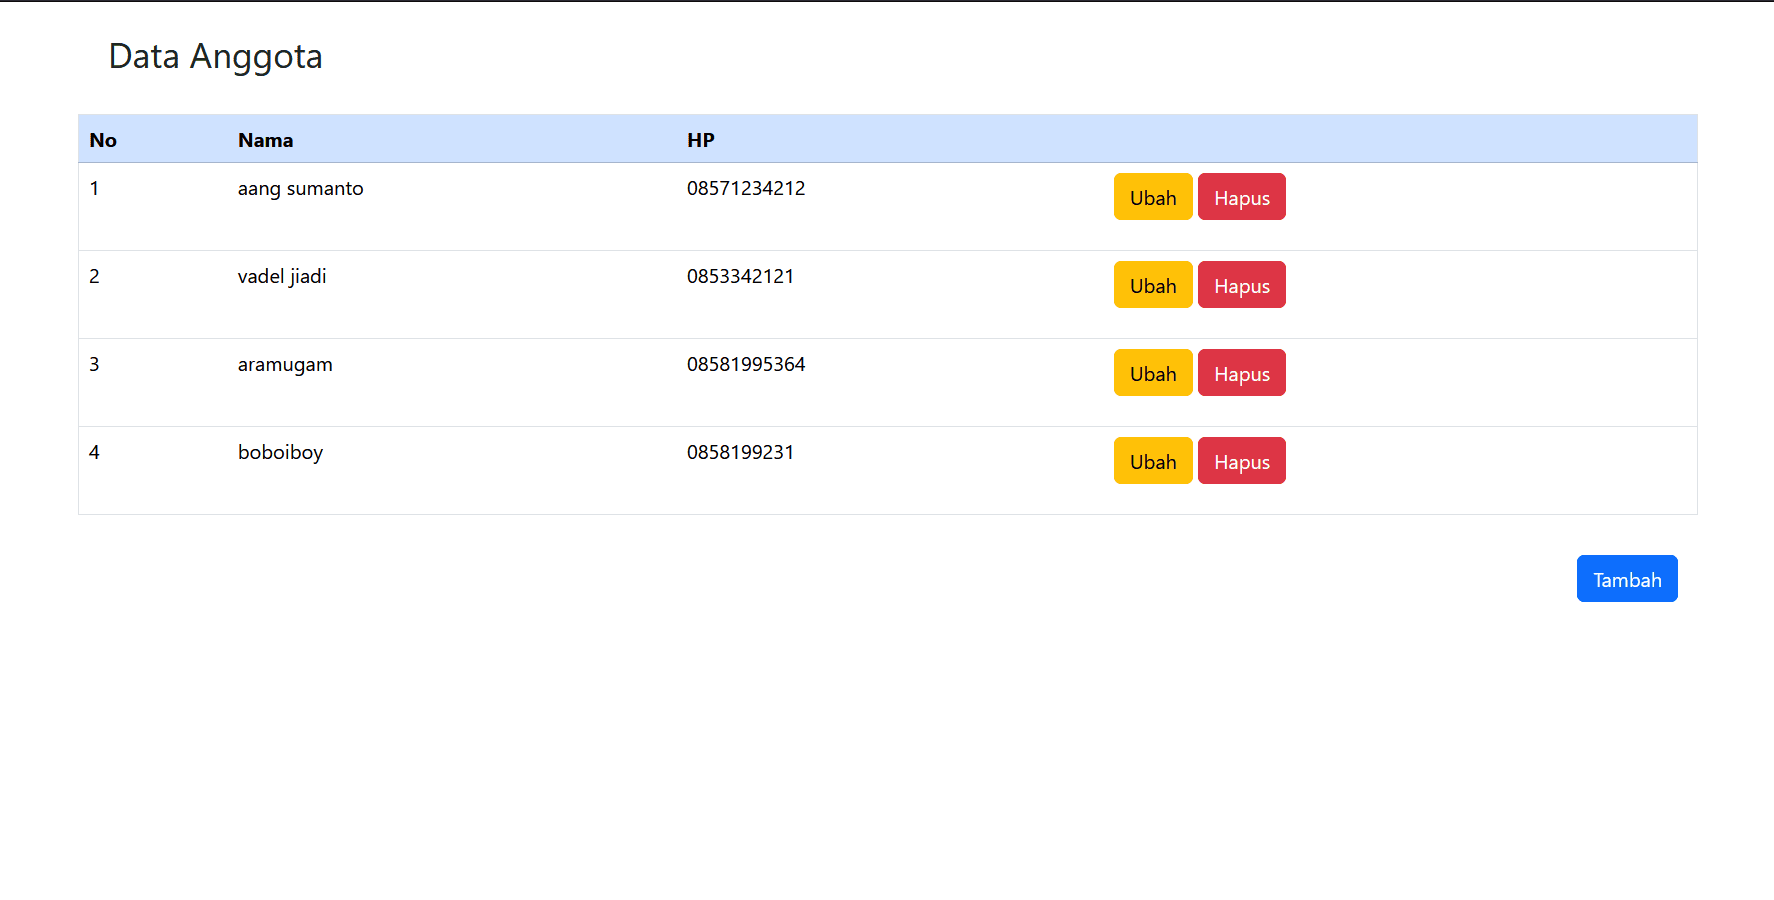 Data Anggota
No Nama HP
1 aang sumanto 08571234212 Ubah Hapus
2 vadel jiadi 0853342121 Ubah Hapus
3 aramugam 08581995364 Ubah Hapus
4 boboiboy 0858199231 Ubah Hapus
Tambah